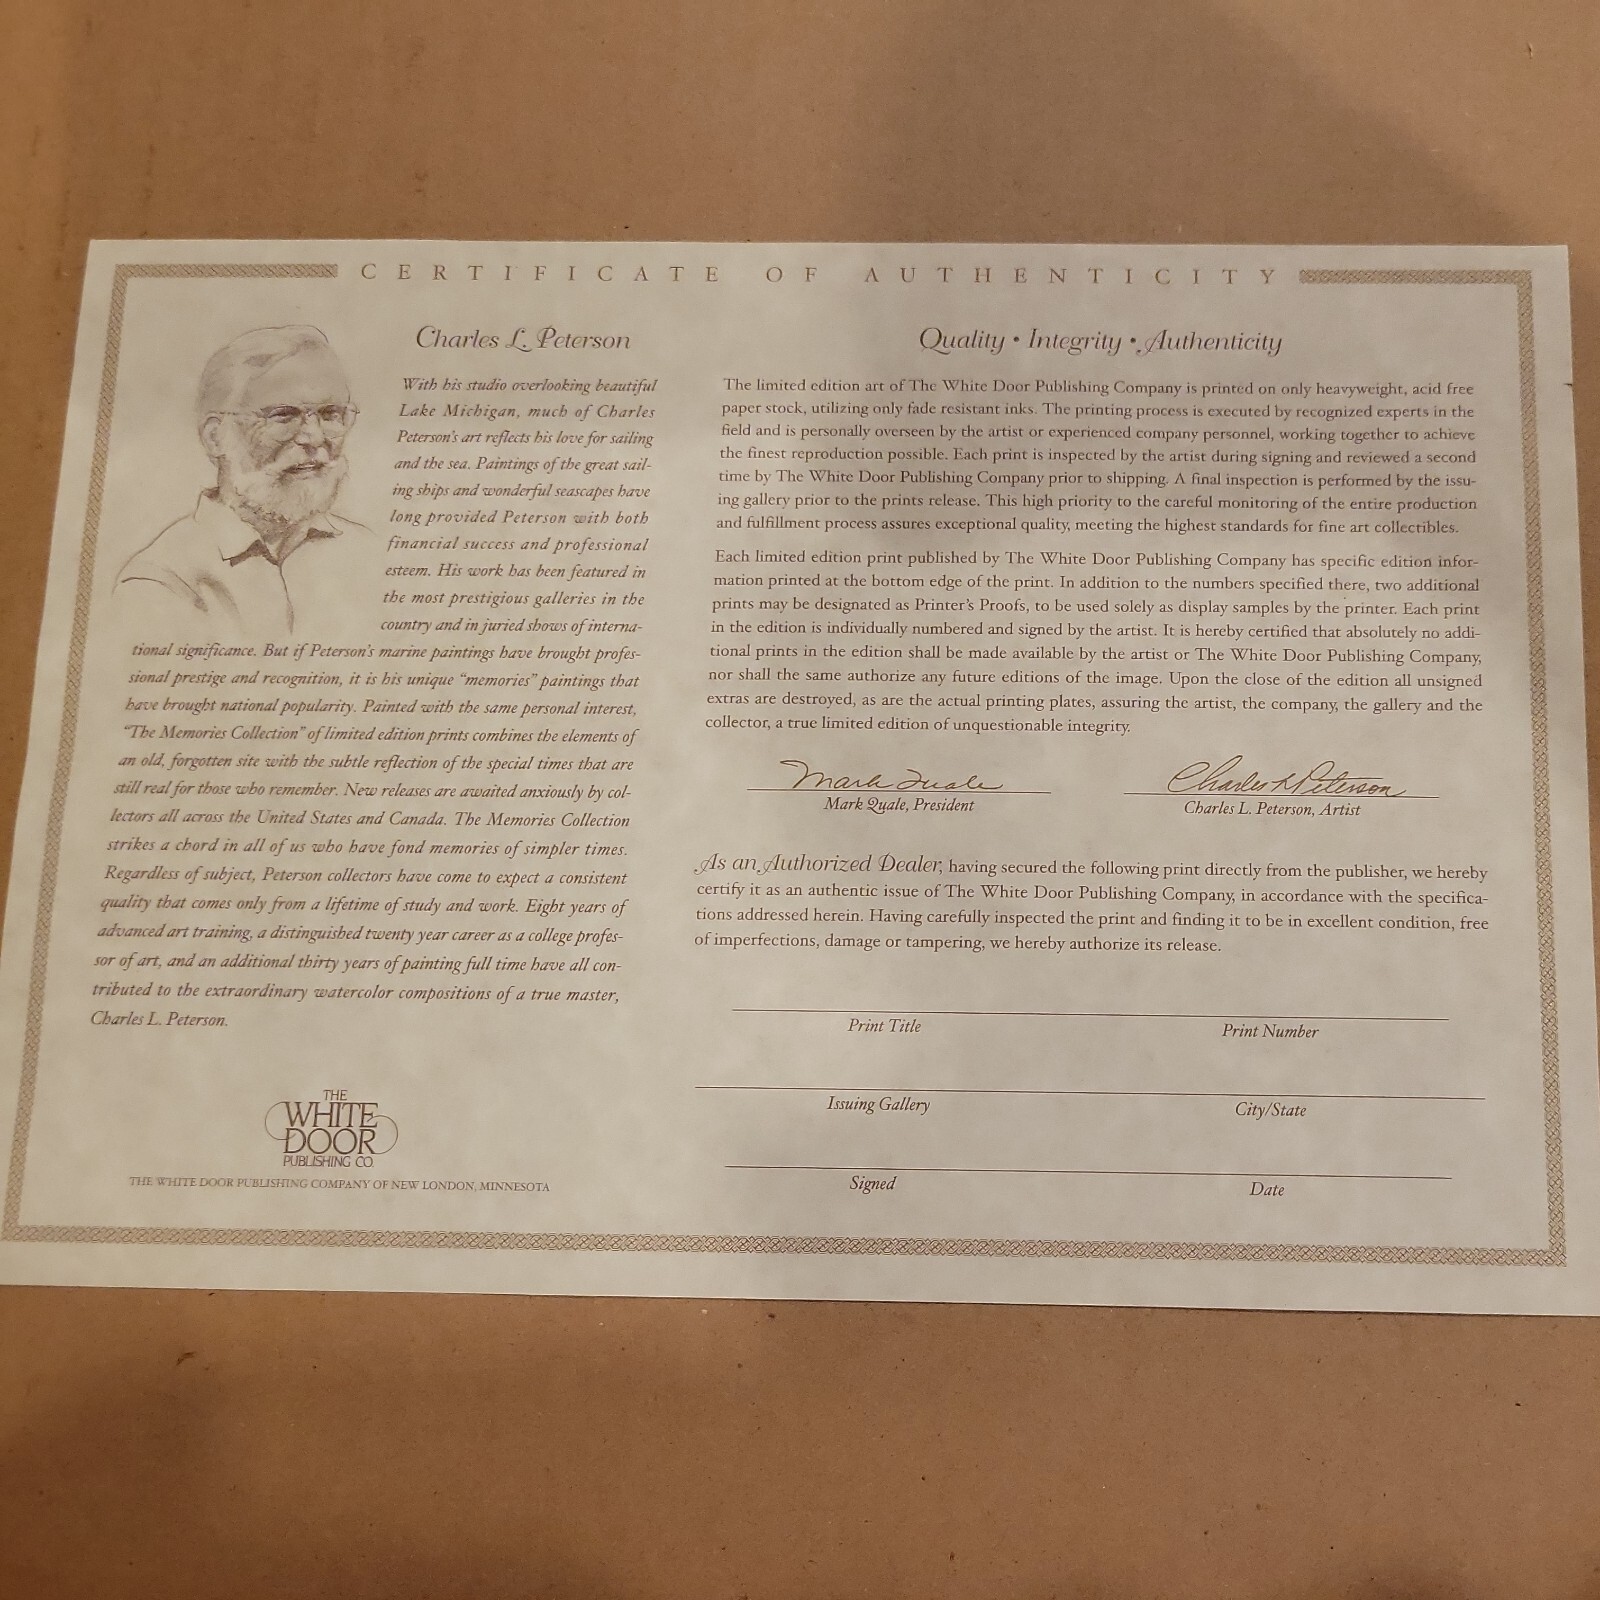 CERTIFICATE OF AUTHENTICITY
Charles L. Peterson
With his studio overlooking beautiful
Lake Michigan, much of Charles
Peterson's art reflects his love for sailing
and the sea. Paintings of the great sail-
ing ships and wonderful seascapes have
long provided Peterson with both
financial success and professional
esteem. His work has been featured in
the most prestigious galleries in the
country and in juried shows of interna-
tional significance. But if Peterson's marine paintings have brought profes-
sional prestige and recognition, it is his unique "memories" paintings that
have brought national popularity. Painted with the same personal interest,
"The Memories Collection" of limited edition prints combines the elements of
an old, forgotten site with the subtle reflection of the special times that are
still real for those who remember. New releases are awaited anxiously by col-
lectors all across the United States and Canada. The Memories Collection
strikes a chord in all of us who have fond memories of simpler times.
Regardless of subject, Peterson collectors have come to expect a consistent
quality that comes only from a lifetime of study and work. Eight years of
advanced art training, a distinguished twenty year career as a college profes-
sor of art, and an additional thirty years of painting full time have all con-
tributed to the extraordinary watercolor compositions of a true master,
Charles L. Peterson.
THE
WHITE
DOOR
PUBLISHING CO.
THE WHITE DOOR PUBLISHING COMPANY OF NEW LONDON, MINNESOTA
Quality • Integrity • Authenticity
The limited edition art of The White Door Publishing Company is printed on only heavyweight, acid free
paper stock, utilizing only fade resistant inks. The printing process is executed by recognized experts in the
field and is personally overseen by the artist or experienced company personnel, working together to achieve
the finest reproduction possible. Each print is inspected by the artist during signing and reviewed a second
time by The White Door Publishing Company prior to shipping. A final inspection is performed by the issu-
ing gallery prior to the prints release. This high priority to the careful monitoring of the entire production
and fulfillment process assures exceptional quality, meeting the highest standards for fine art collectibles.
Each limited edition print published by The White Door Publishing Company has specific edition infor-
mation printed at the bottom edge of the print. In addition to the numbers specified there, two additional
prints may be designated as Printer's Proofs, to be used solely as display samples by the printer. Each print
in the edition is individually numbered and signed by the artist. It is hereby certified that absolutely no addi-
tional prints in the edition shall be made available by the artist or The White Door Publishing Company,
nor shall the same authorize any future editions of the image. Upon the close of the edition all unsigned
extras are destroyed, as are the actual printing plates, assuring the artist, the company, the gallery and the
collector, a true limited edition of unquestionable integrity.
Mark Quale Charles L Peterson
Mark Quale, President Charles L. Peterson, Artist
As an Authorized Dealer, having secured the following print directly from the publisher, we hereby
certify it as an authentic issue of The White Door Publishing Company, in accordance with the specifica-
tions addressed herein. Having carefully inspected the print and finding it to be in excellent condition, free
of imperfections, damage or tampering, we hereby authorize its release.
Print Title Print Number
Issuing Gallery City/State
Signed Date